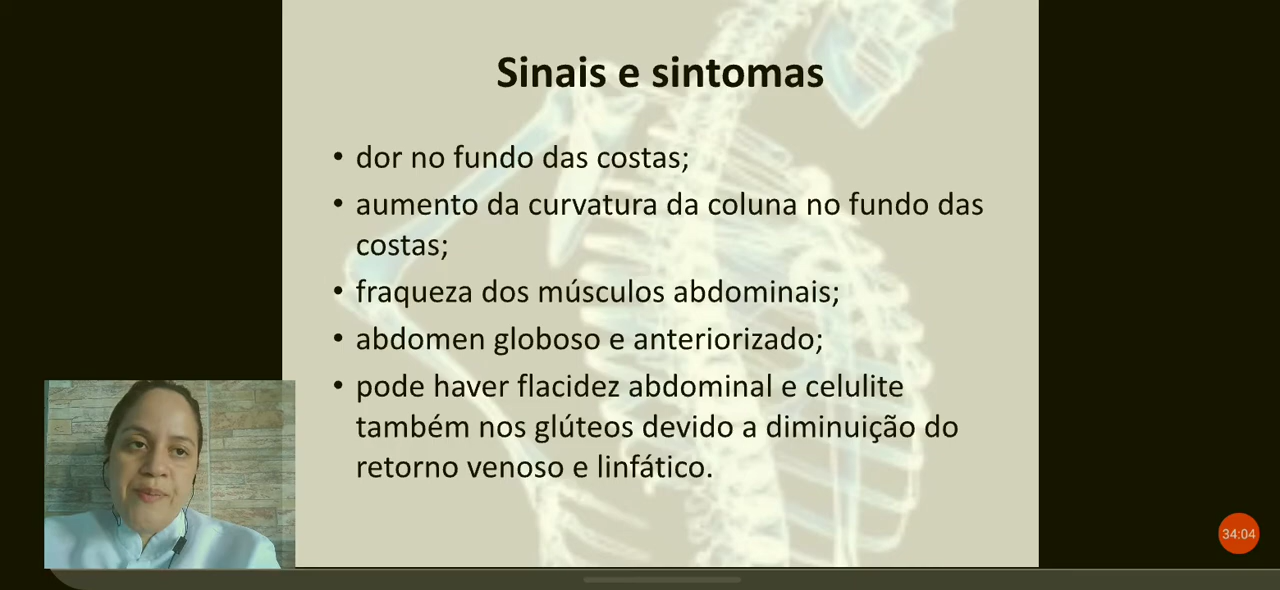 Sinais e sintomas
• dor no fundo das costas;
• aumento da curvatura da coluna no fundo das
costas;
• fraqueza dos músculos abdominais;
• abdomen globoso e anteriorizado;
• pode haver flacidez abdominal e celulite
também nos glúteos devido a diminuição do
retorno venoso e linfático.
34:04